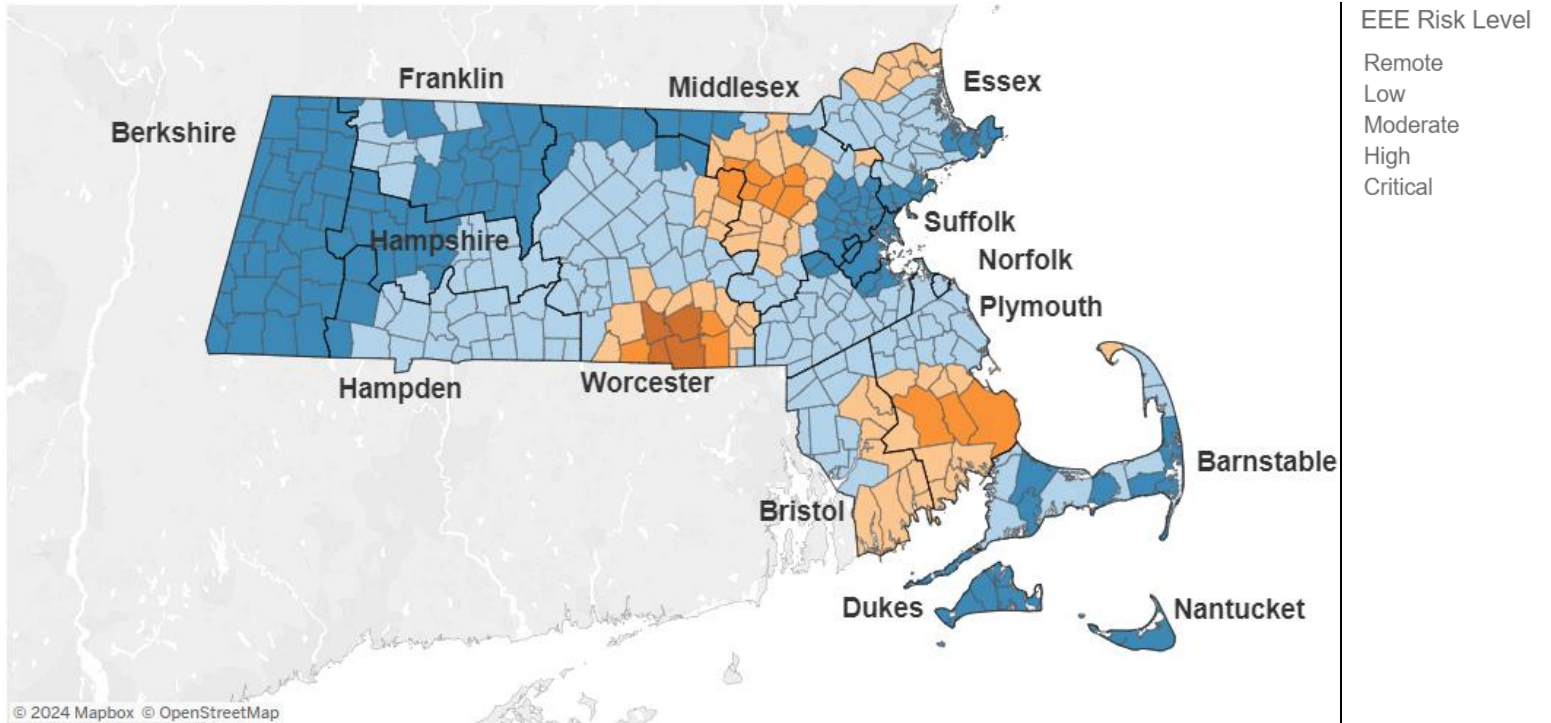 EEE Risk Level
Remote
Low
Moderate
High
Critical
Franklin
Middlesex
Essex
Berkshire
Suffolk
Hampshire
Norfolk
Plymouth
Hampden
Worcester
Barnstable
Bristol
Dukes
Nantucket
© 2024 Mapbox © OpenStreetMap